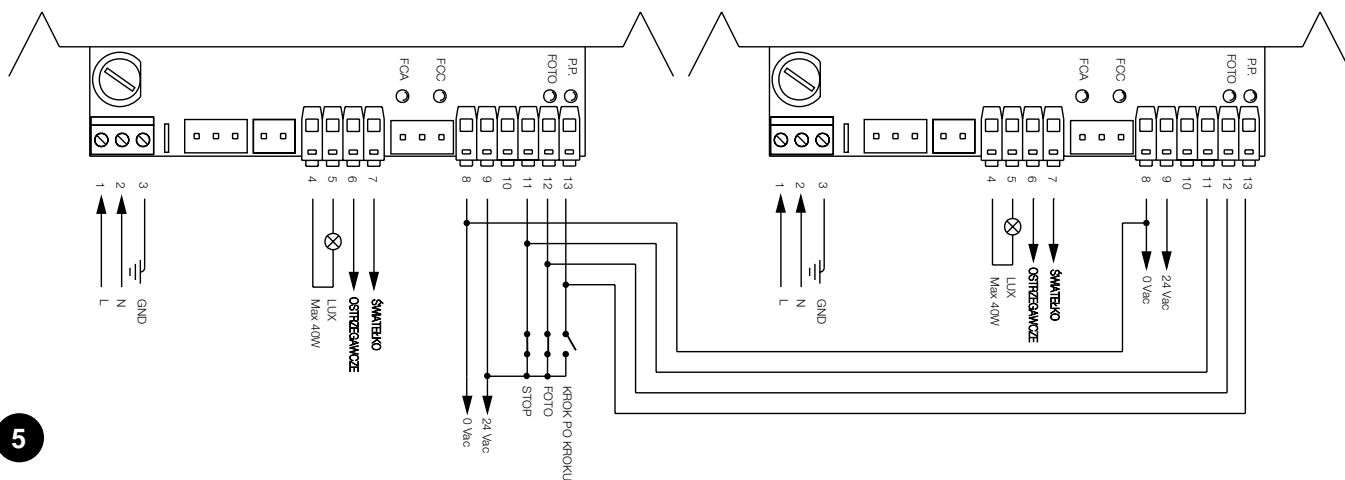 FCA
FCC
FOTO
P.P.
1
2
3
4
5
6
7
8
9
10
11
12
13
L
N
GND
Max 40W
LUX
OSTRZEGAWCZE
ŚWIATEŁKO
0 Vac
24 Vac
STOP
FOTO
KROK PO KROKU
FCA
FCC
FOTO
P.P.
1
2
3
4
5
6
7
8
9
10
11
12
13
L
N
GND
Max 40W
LUX
OSTRZEGAWCZE
ŚWIATEŁKO
0 Vac
24 Vac
5